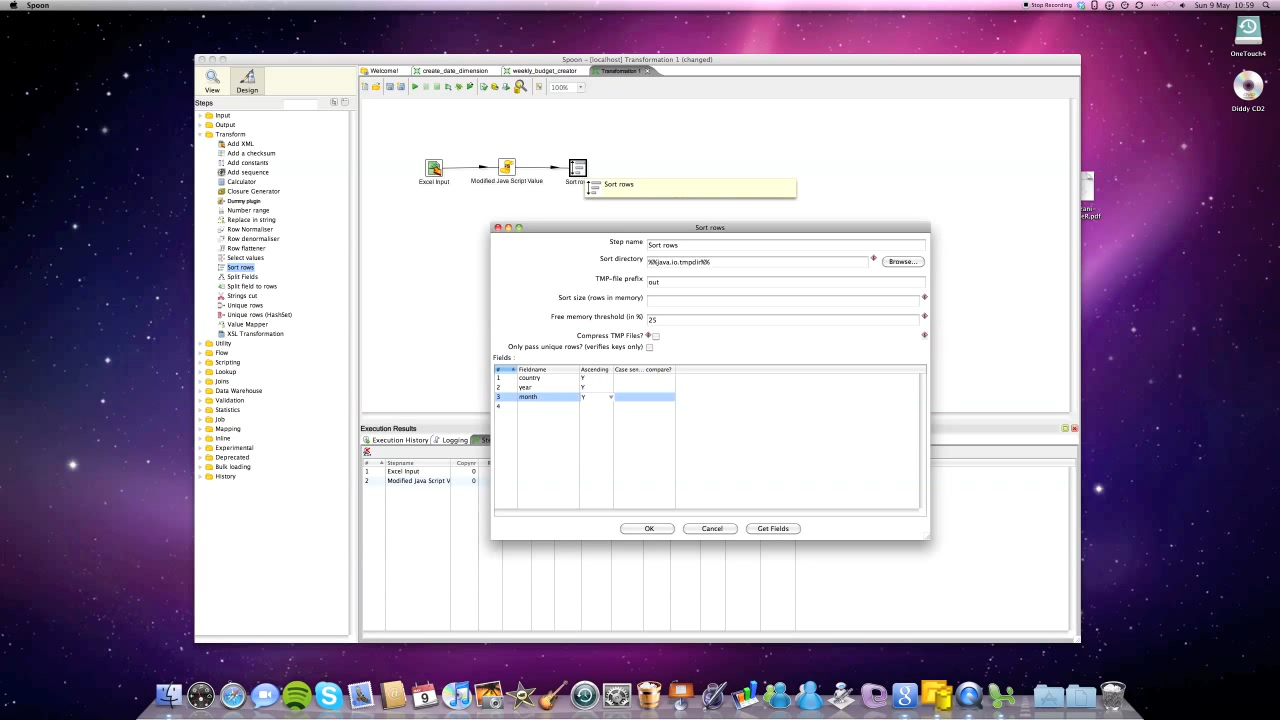 Spoon
Stop Recording
Sun 9 May 10:59
OneTouch4
Diddy CD2
Spoon - [localhost] Transformation 1 (changed)
View
Design
Welcome!
create_date_dimension
weekly_budget_creator
Transformation 1
100%
Steps
Input
Output
Transform
Add XML
Add a checksum
Add constants
Add sequence
Calculator
Closure Generator
Dummy plugin
Number range
Replace in string
Row Normaliser
Row denormaliser
Row flattener
Select values
Sort rows
Split Fields
Split field to rows
Strings cut
Unique rows
Unique rows (HashSet)
Value Mapper
XSL Transformation
Utility
Flow
Scripting
Lookup
Joins
Data Warehouse
Validation
Statistics
Job
Mapping
Inline
Experimental
Deprecated
Bulk loading
History
Excel Input
Modified Java Script Value
Sort rows
Sort rows
Step name
Sort rows
Sort directory
%%java.io.tmpdir%%
Browse...
TMP-file prefix
out
Sort size (rows in memory)
Free memory threshold (in %)
25
Compress TMP Files?
Only pass unique rows? (verifies keys only)
Fields :
# Fieldname Ascending Case sen... compare?
1 country Y
2 year Y
3 month Y
4
OK
Cancel
Get Fields
Execution Results
Execution History
Logging
# Stepname Copynr
1 Excel Input 0
2 Modified Java Script V 0
9